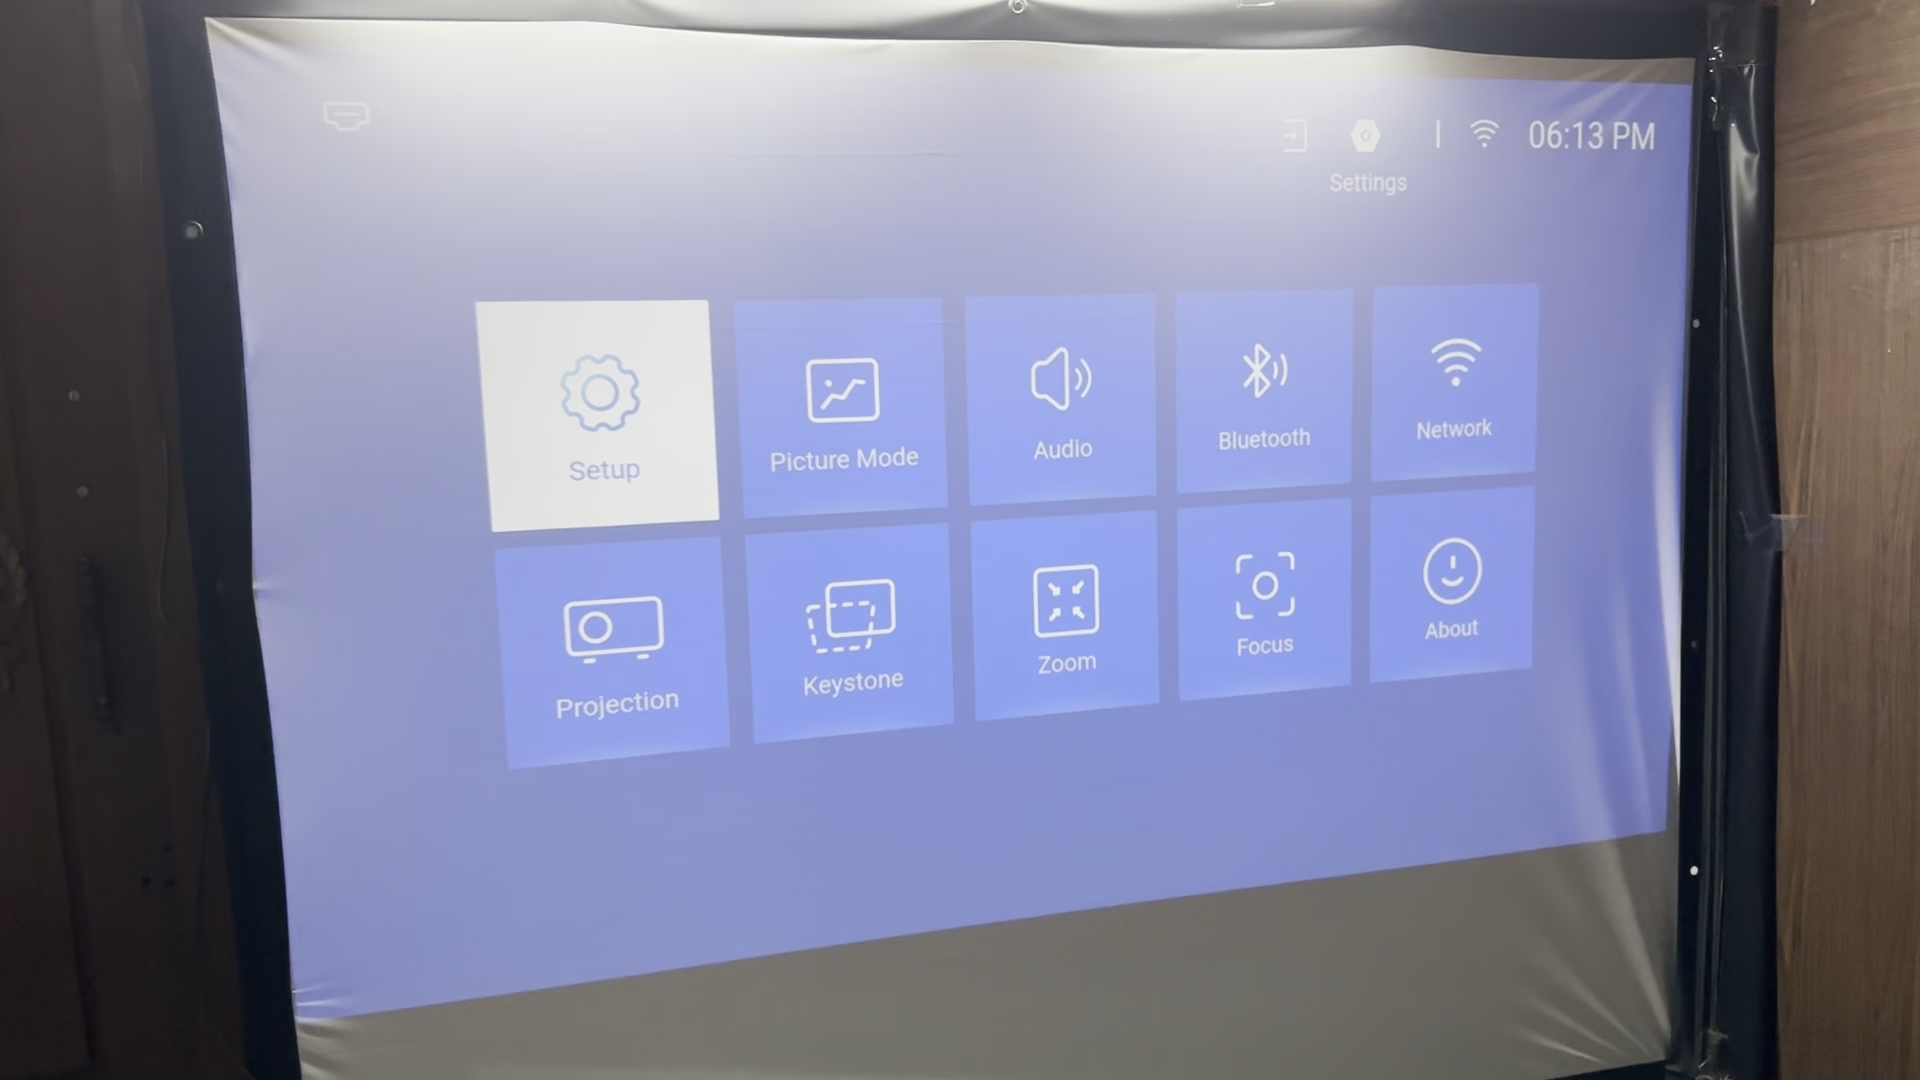 06:13 PM
Settings
Setup
Picture Mode
Audio
Bluetooth
Network
Projection
Keystone
Zoom
Focus
About